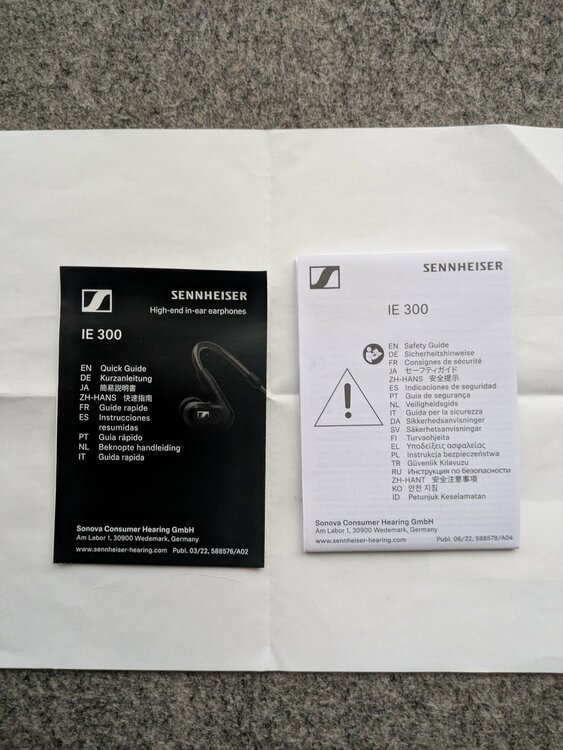 SENNHEISER
High-end in-ear earphones
IE 300
EN Quick Guide
DE Kurzanleitung
JA 簡易説明書
ZH-HANS 快速指南
FR Guide rapide
ES Instrucciones
resumidas
PT Guia rápido
NL Beknopte handleiding
IT Guida rapida
Sonova Consumer Hearing GmbH
Am Labor 1, 30900 Wedemark, Germany
www.sennheiser-hearing.com Publ. 03/22, 588576/A02
SENNHEISER
IE 300
EN Safety Guide
DE Sicherheitshinweise
FR Consignes de sécurité
JA セーフティガイド
ZH-HANS 安全提示
ES Indicaciones de seguridad
PT Guia de segurança
NL Veiligheidsgids
IT Guida per la sicurezza
DA Sikkerhedsanvisninger
SV Säkerhetsanvisningar
FI Turvaohjeita
EL Υποδείξεις ασφαλείας
PL Instrukcja bezpieczeństwa
TR Güvenlik Kılavuzu
RU Инструкция по безопасности
ZH-HANT 安全注意事項
KO 안전 지침
ID Petunjuk Keselamatan
Sonova Consumer Hearing GmbH
Am Labor 1, 30900 Wedemark, Germany
www.sennheiser-hearing.com Publ. 06/22, 588575/A04